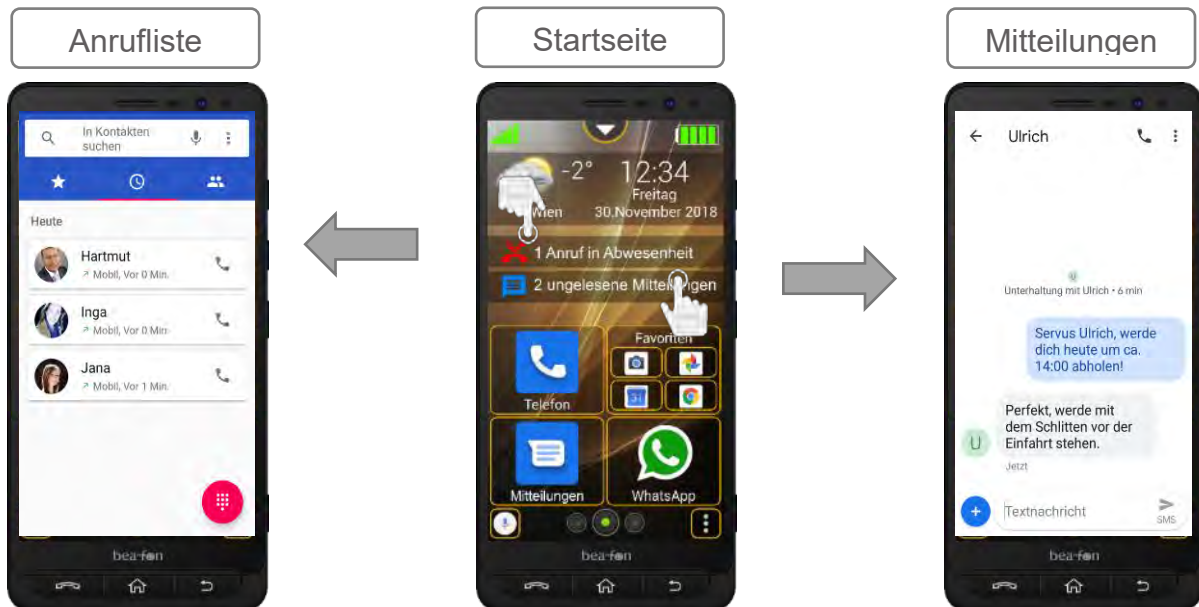 Anrufliste
Startseite
Mitteilungen
In Kontakten
suchen
Heute
Hartmut
↗ Mobil, Vor 0 Min.
Inga
↗ Mobil, Vor 0 Min.
Jana
↗ Mobil, Vor 1 Min.
bea-fon
-2°
12:34
Freitag
Wien
30.November 2018
1 Anruf in Abwesenheit
2 ungelesene Mitteilungen
Telefon
Favoriten
31
Mitteilungen
WhatsApp
bea-fon
Ulrich
U
Unterhaltung mit Ulrich • 6 min
Servus Ulrich, werde
dich heute um ca.
14:00 abholen!
Perfekt, werde mit
dem Schlitten vor der
Einfahrt stehen.
U
Jetzt
Textnachricht
SMS
bea-fon